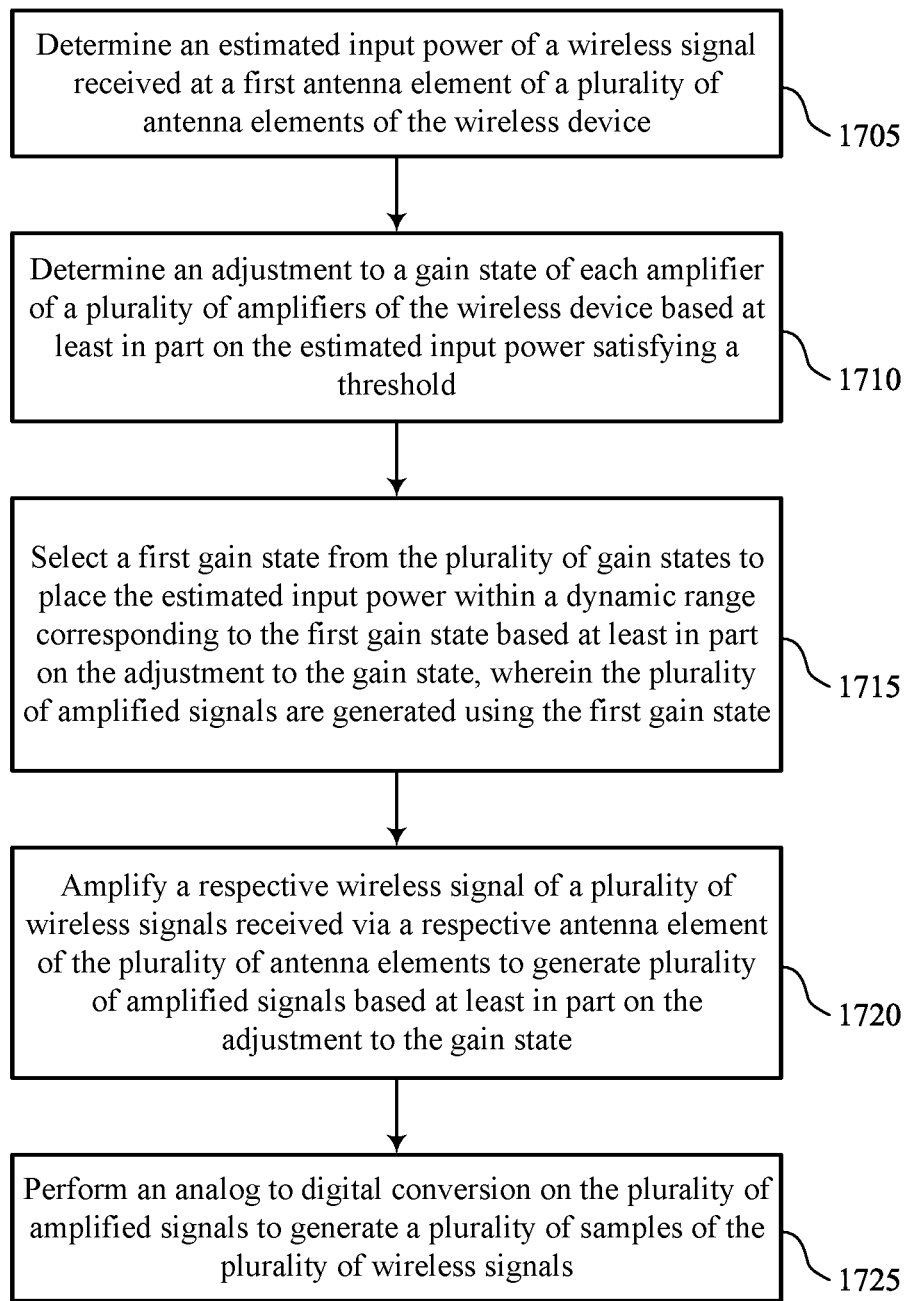 Determine an estimated input power of a wireless signal
received at a first antenna element of a plurality of
antenna elements of the wireless device
1705
Determine an adjustment to a gain state of each amplifier
of a plurality of amplifiers of the wireless device based at
least in part on the estimated input power satisfying a
threshold
1710
Select a first gain state from the plurality of gain states to
place the estimated input power within a dynamic range
corresponding to the first gain state based at least in part
on the adjustment to the gain state, wherein the plurality
of amplified signals are generated using the first gain state
1715
Amplify a respective wireless signal of a plurality of
wireless signals received via a respective antenna element
of the plurality of antenna elements to generate plurality
of amplified signals based at least in part on the
adjustment to the gain state
1720
Perform an analog to digital conversion on the plurality of
amplified signals to generate a plurality of samples of the
plurality of wireless signals
1725